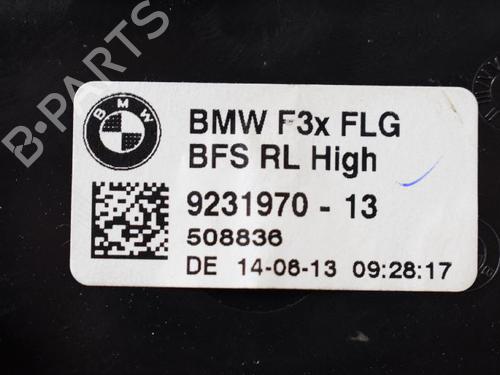 B-PARTS
BMW
BMW F3x FLG
BFS RL High
9231970 - 13
508836
DE 14-06-13 09:28:17